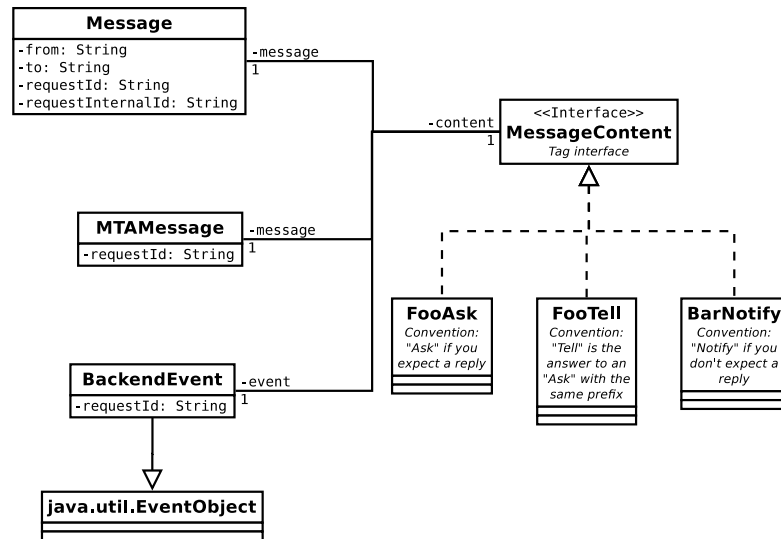 Message
-from: String
-to: String
-requestId: String
-requestInternalId: String
-message
1
-content
1
<<Interface>>
MessageContent
Tag interface
MTAMessage
-requestId: String
-message
1
FooAsk
Convention:
"Ask" if you
expect a reply
FooTell
Convention:
"Tell" is the
answer to an
"Ask" with the
same prefix
BarNotify
Convention:
"Notify" if you
don't expect a
reply
BackendEvent
-requestId: String
-event
1
java.util.EventObject